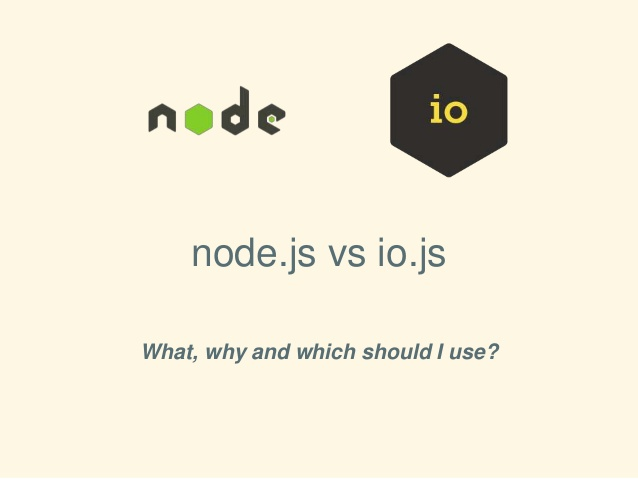 node
io
node.js vs io.js
What, why and which should I use?